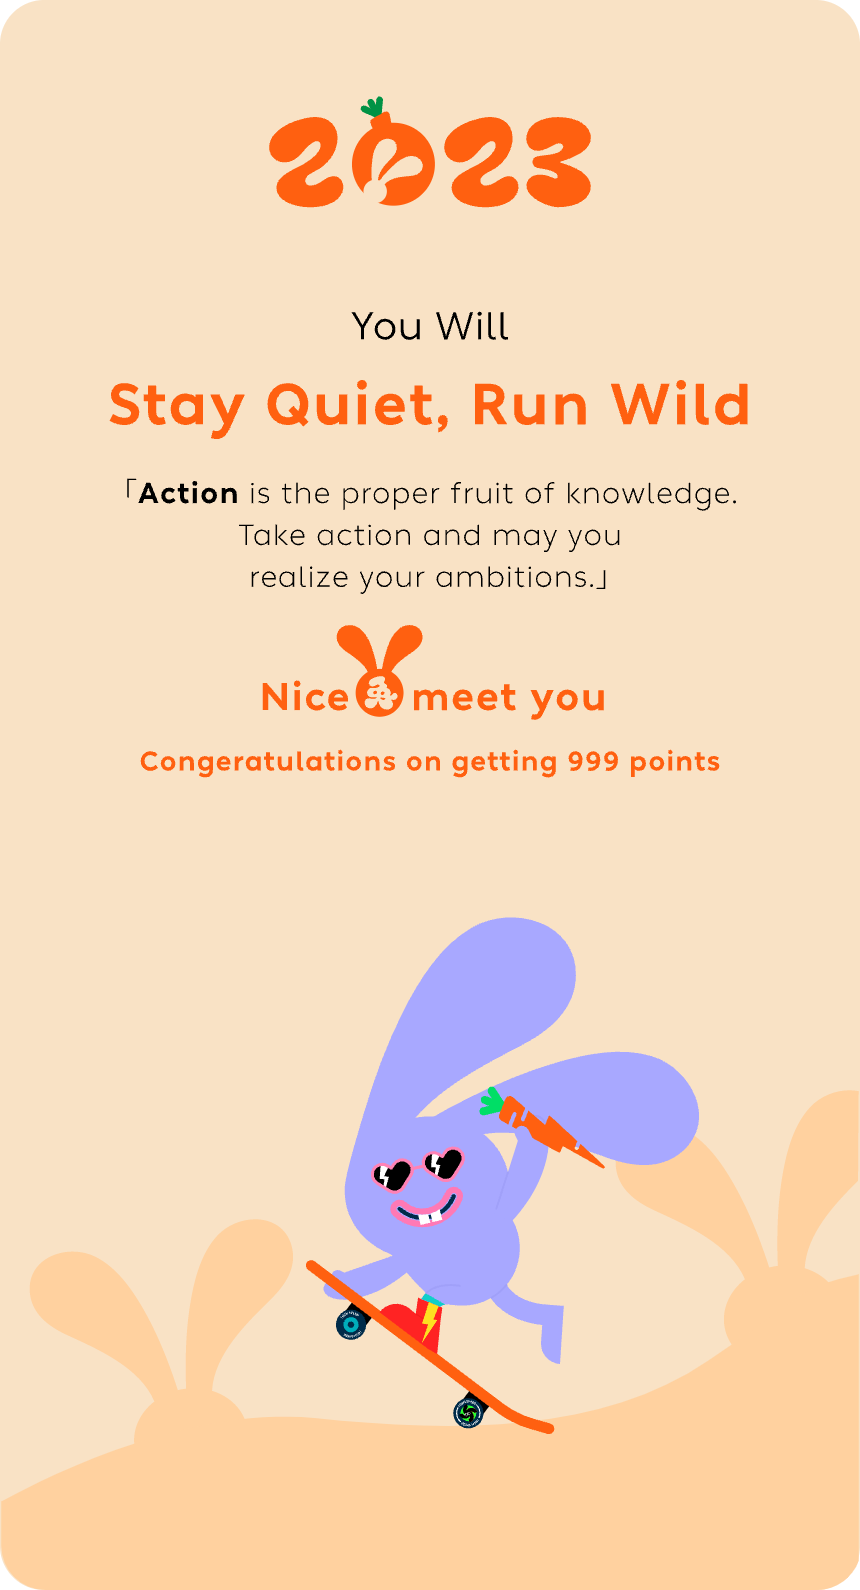 2023
You Will
Stay Quiet, Run Wild
「Action is the proper fruit of knowledge.
Take action and may you
realize your ambitions.」
Nice 兔 meet you
Congeratulations on getting 999 points